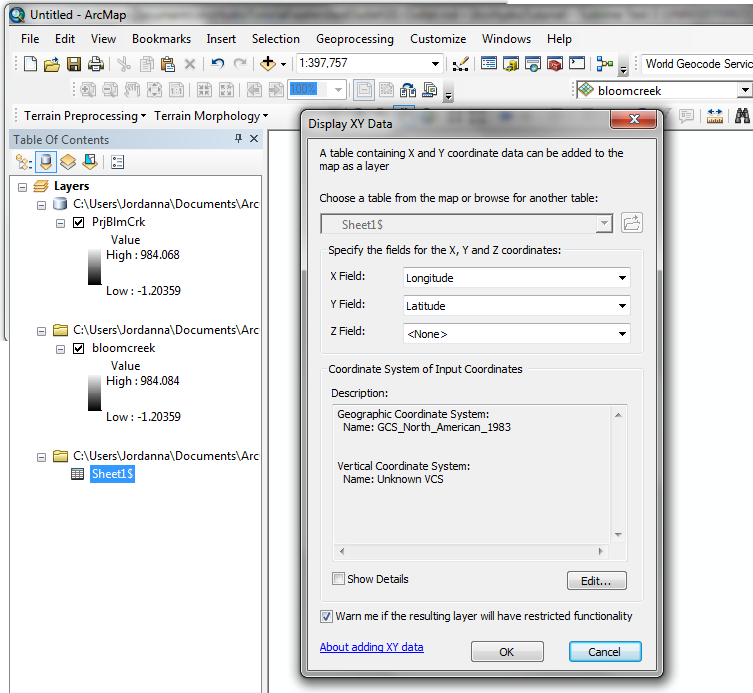 Untitled - ArcMap
File Edit View Bookmarks Insert Selection Geoprocessing Customize Windows Help
1:397,757
World Geocode Servic
100%
bloomcreek
Terrain Preprocessing Terrain Morphology
Table Of Contents
Layers
C:\Users\Jordanna\Documents\Arc
PrjBlmCrk
Value
High : 984.068
Low : -1.20359
C:\Users\Jordanna\Documents\Arc
bloomcreek
Value
High : 984.084
Low : -1.20359
C:\Users\Jordanna\Documents\Arc
Sheet1$
Display XY Data
A table containing X and Y coordinate data can be added to the
map as a layer
Choose a table from the map or browse for another table:
Sheet1$
Specify the fields for the X, Y and Z coordinates:
X Field: Longitude
Y Field: Latitude
Z Field: <None>
Coordinate System of Input Coordinates
Description:
Geographic Coordinate System:
Name: GCS_North_American_1983
Vertical Coordinate System:
Name: Unknown VCS
Show Details
Edit...
Warn me if the resulting layer will have restricted functionality
About adding XY data
OK
Cancel